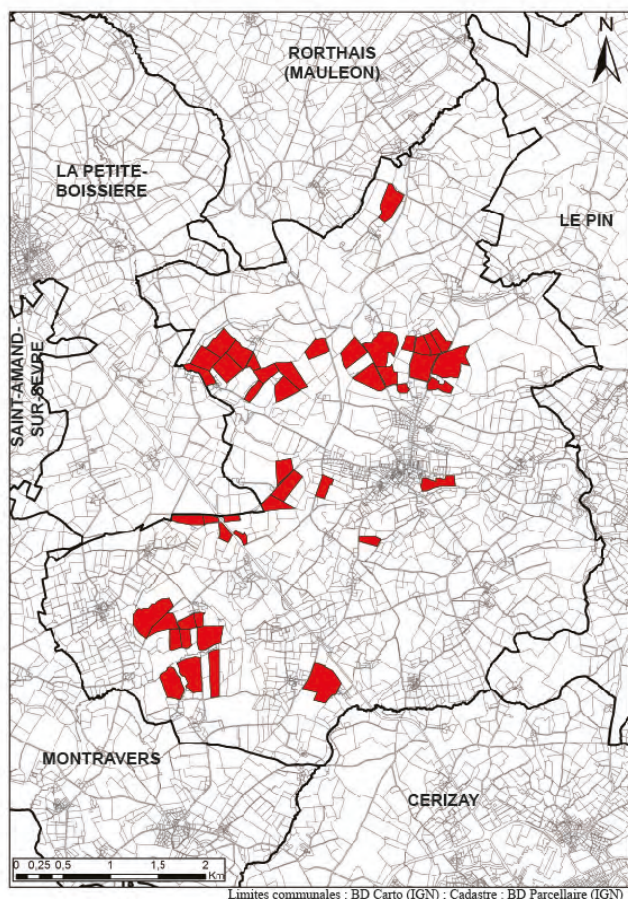 N
RORTHAIS
(MAULEON)
LA PETITE-
BOISSIERE
LE PIN
SAINT-AMAND-
SUR-SEVRE
MONTRAVERS
CERIZAY
0 0,25 0,5 1 1,5 2
Km
Limites communales : BD Carto (IGN) ; Cadastre : BD Parcellaire (IGN)